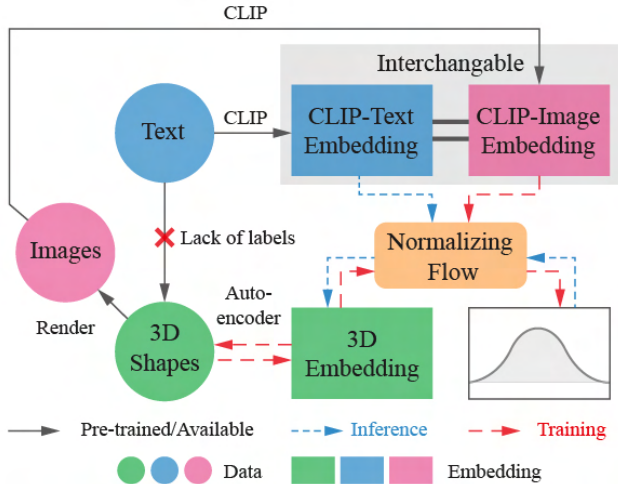 CLIP
Interchangable
Text
CLIP
CLIP-Text
Embedding
CLIP-Image
Embedding
Images
Lack of labels
Normalizing
Flow
Render
Auto-
encoder
3D
Shapes
3D
Embedding
Pre-trained/Available
Inference
Training
Data
Embedding